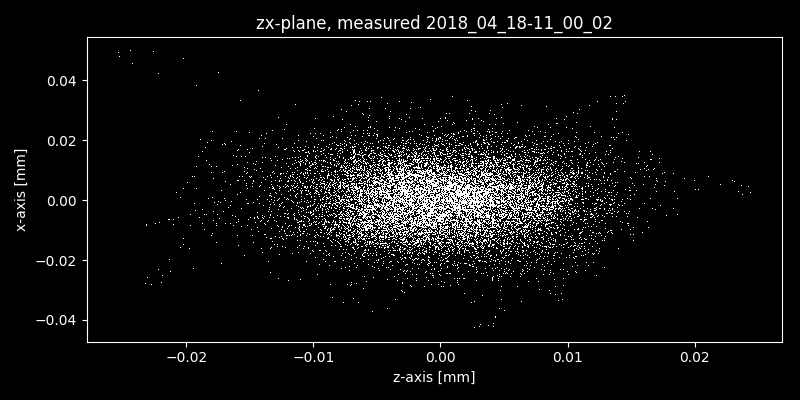 zx-plane, measured 2018_04_18-11_00_02
0.04
0.02
0.00
−0.02
−0.04
x-axis [mm]
−0.02 −0.01 0.00 0.01 0.02
z-axis [mm]